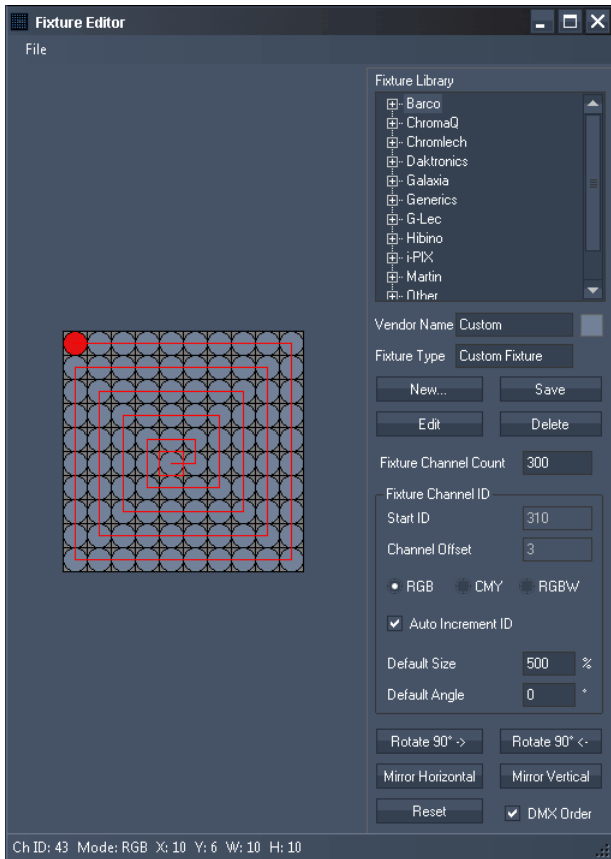 Fixture Editor
File
Fixture Library
Barco
ChromaQ
Chromlech
Daktronics
Galaxia
Generics
G-Lec
Hibino
i-PIX
Martin
Other
Vendor Name Custom
Fixture Type Custom Fixture
New... Save
Edit Delete
Fixture Channel Count 300
Fixture Channel ID
Start ID 310
Channel Offset 3
RGB CMY RGBW
Auto Increment ID
Default Size 500 %
Default Angle 0 °
Rotate 90° -> Rotate 90° <-
Mirror Horizontal Mirror Vertical
Reset DMX Order
Ch ID: 43 Mode: RGB X: 10 Y: 6 W: 10 H: 10